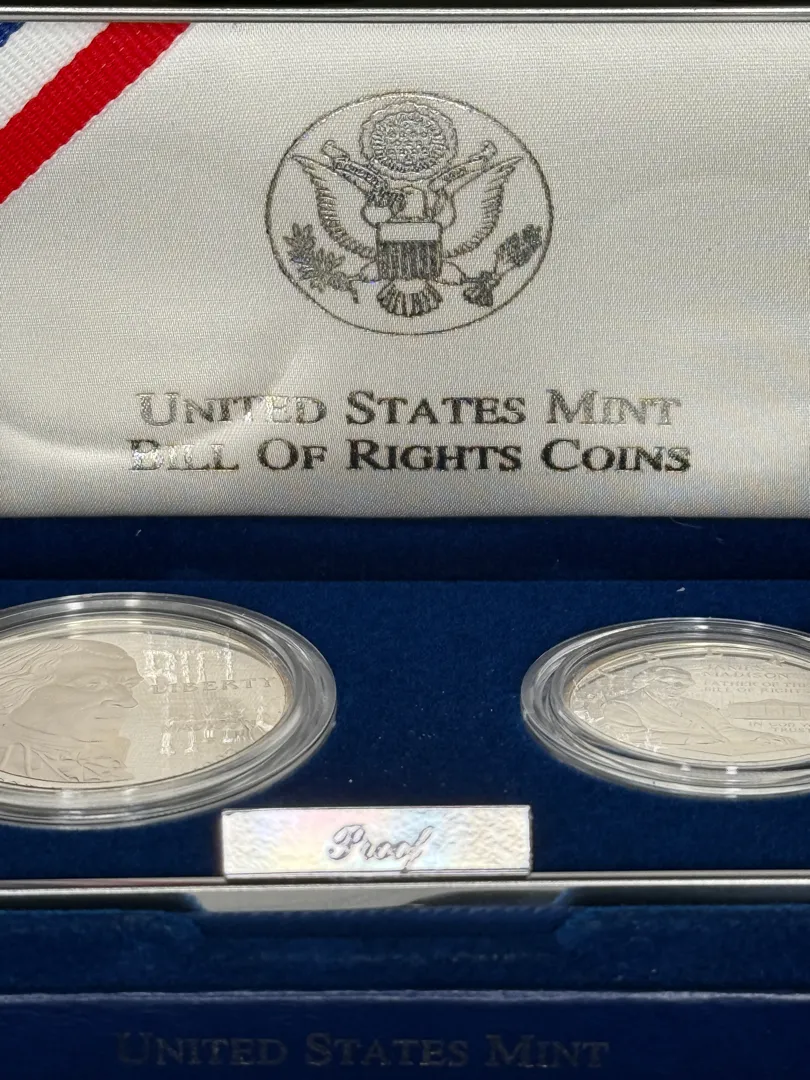 UNITED STATES MINT
BILL OF RIGHTS COINS
LIBERTY
JAMES
MADISON
FATHER OF THE
BILL OF RIGHTS
IN GOD WE
TRUST
Proof
UNITED STATES MINT